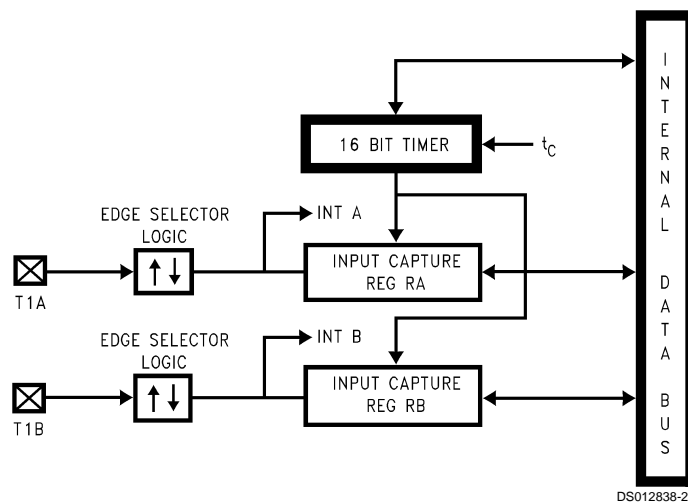 16 BIT TIMER
tC
EDGE SELECTOR
LOGIC
INT A
INPUT CAPTURE
REG RA
T1A
EDGE SELECTOR
LOGIC
INT B
INPUT CAPTURE
REG RB
T1B
INTERNAL DATA BUS
DS012838-2